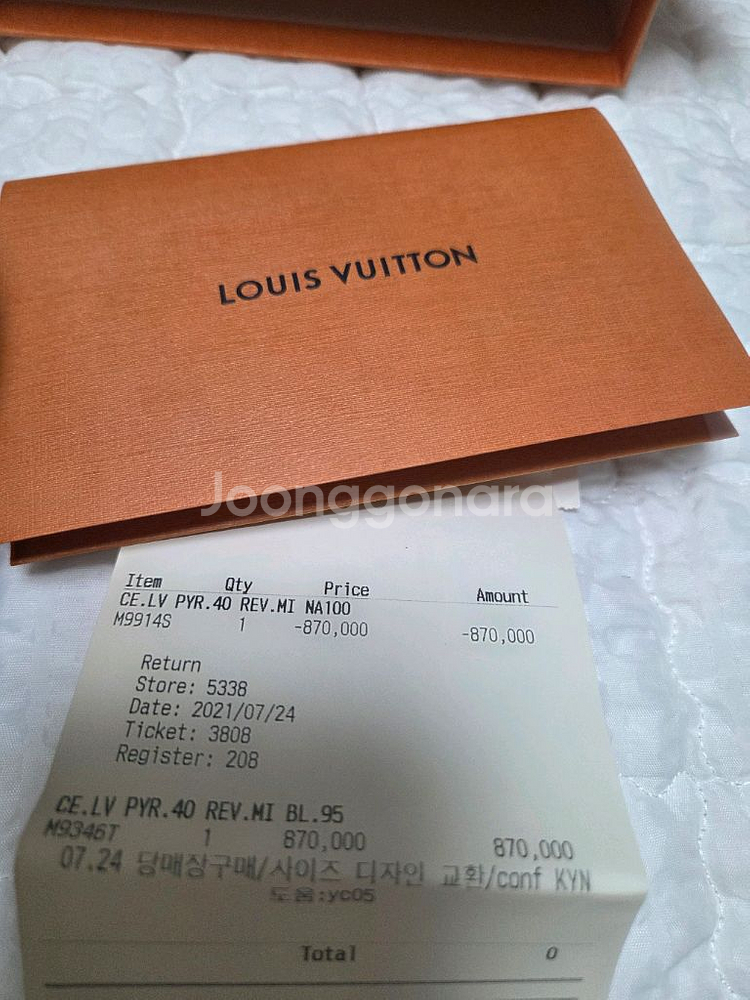 LOUIS VUITTON
Joonggonara
Item Qty Price Amount
CE.LV PYR.40 REV.MI NA100
M9914S 1 -870,000 -870,000
Return
Store: 5338
Date: 2021/07/24
Ticket: 3808
Register: 208
CE.LV PYR.40 REV.MI BL.95
M9346T 1 870,000 870,000
07.24 당매장구매/사이즈 디자인 교환/conf KYN
도움:yc05
Total 0